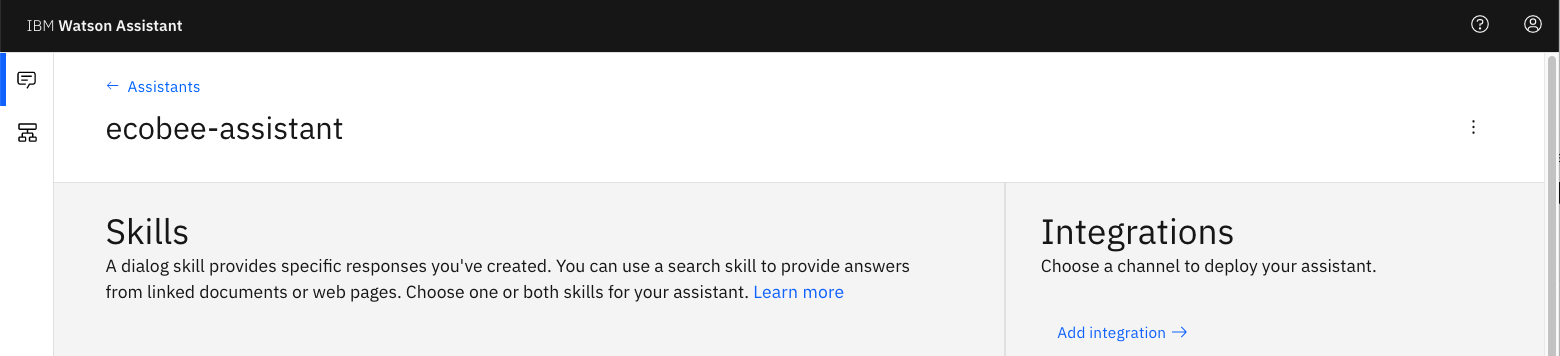 IBM Watson Assistant
← Assistants
ecobee-assistant
Skills
A dialog skill provides specific responses you've created. You can use a search skill to provide answers
from linked documents or web pages. Choose one or both skills for your assistant. Learn more
Integrations
Choose a channel to deploy your assistant.
Add integration →